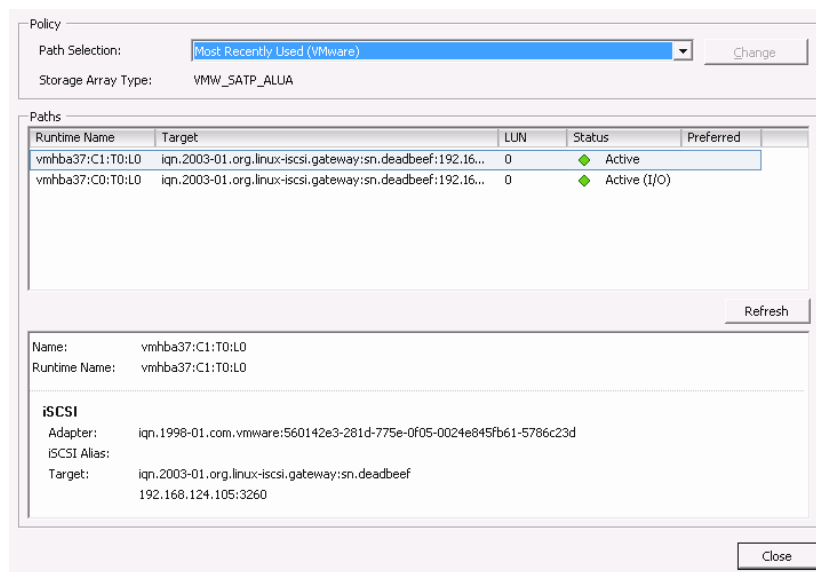 Policy
Path Selection: Most Recently Used (VMware) Change
Storage Array Type: VMW_SATP_ALUA
Paths
Runtime Name Target LUN Status Preferred
vmhba37:C1:T0:L0 iqn.2003-01.org.linux-iscsi.gateway:sn.deadbeef:192.16... 0 Active
vmhba37:C0:T0:L0 iqn.2003-01.org.linux-iscsi.gateway:sn.deadbeef:192.16... 0 Active (I/O)
Refresh
Name: vmhba37:C1:T0:L0
Runtime Name: vmhba37:C1:T0:L0
iSCSI
Adapter: iqn.1998-01.com.vmware:560142e3-281d-775e-0f05-0024e845fb61-5786c23d
iSCSI Alias:
Target: iqn.2003-01.org.linux-iscsi.gateway:sn.deadbeef
192.168.124.105:3260
Close